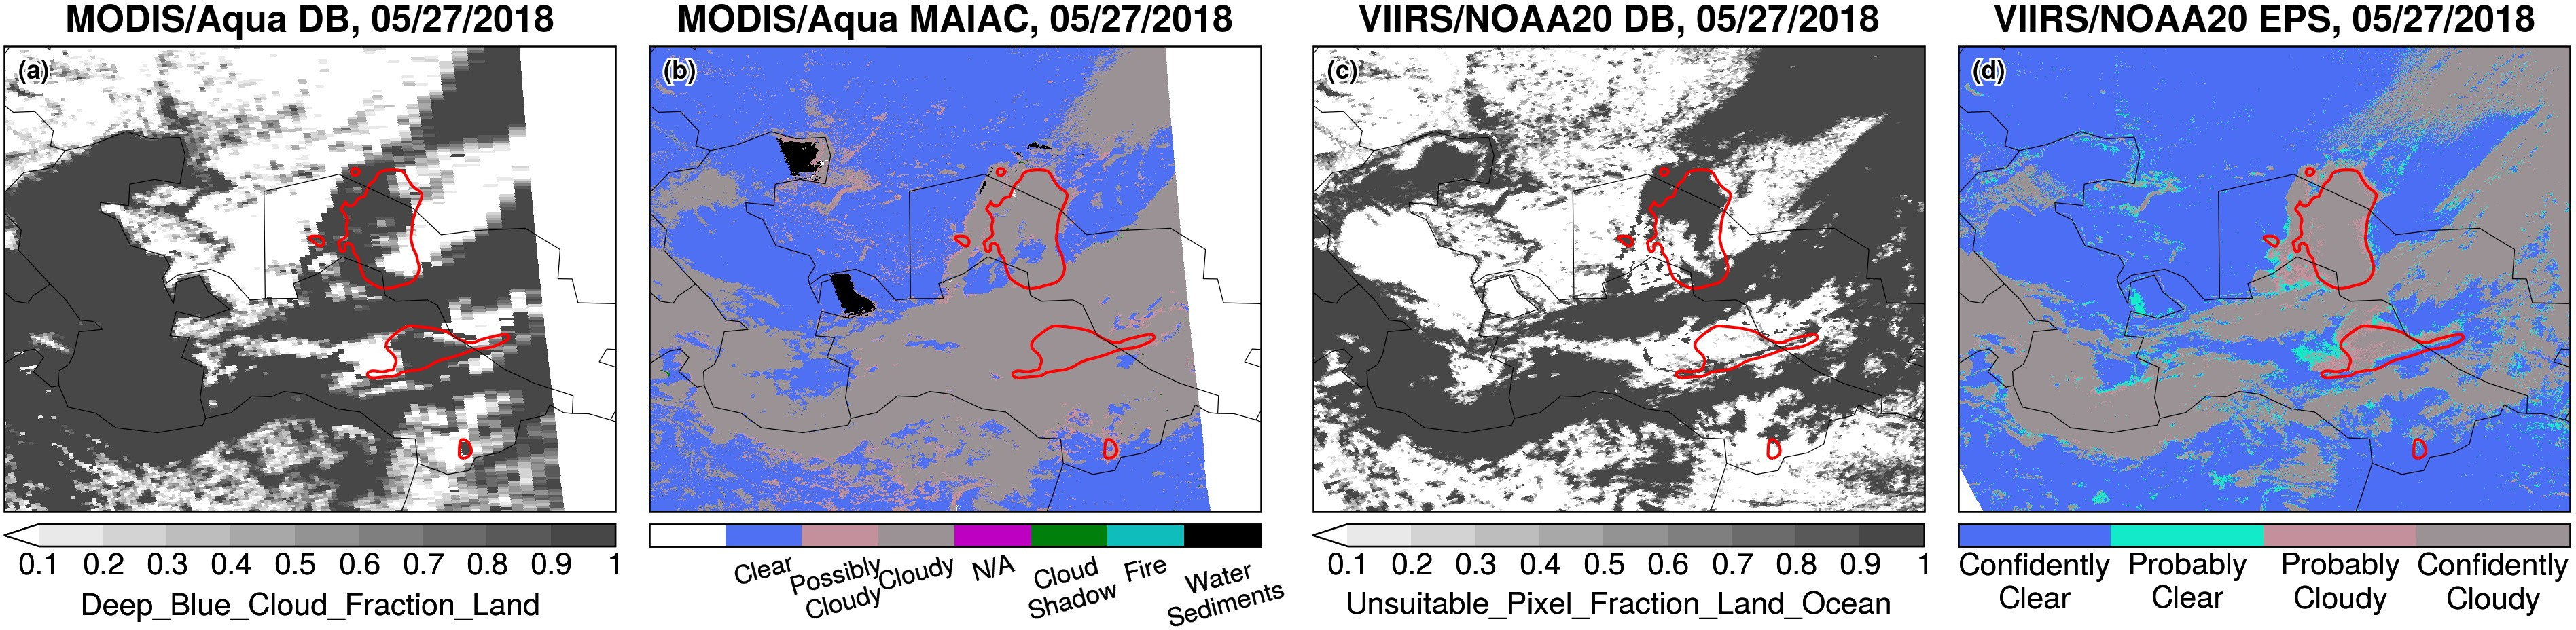 MODIS/Aqua DB, 05/27/2018
(a)
0.1 0.2 0.3 0.4 0.5 0.6 0.7 0.8 0.9 1
Deep_Blue_Cloud_Fraction_Land
MODIS/Aqua MAIAC, 05/27/2018
(b)
Clear
Possibly
Cloudy
Cloudy
N/A
Cloud
Shadow
Fire
Water
Sediments
VIIRS/NOAA20 DB, 05/27/2018
(c)
0.1 0.2 0.3 0.4 0.5 0.6 0.7 0.8 0.9 1
Unsuitable_Pixel_Fraction_Land_Ocean
VIIRS/NOAA20 EPS, 05/27/2018
(d)
Confidently
Clear
Probably
Clear
Probably
Cloudy
Confidently
Cloudy